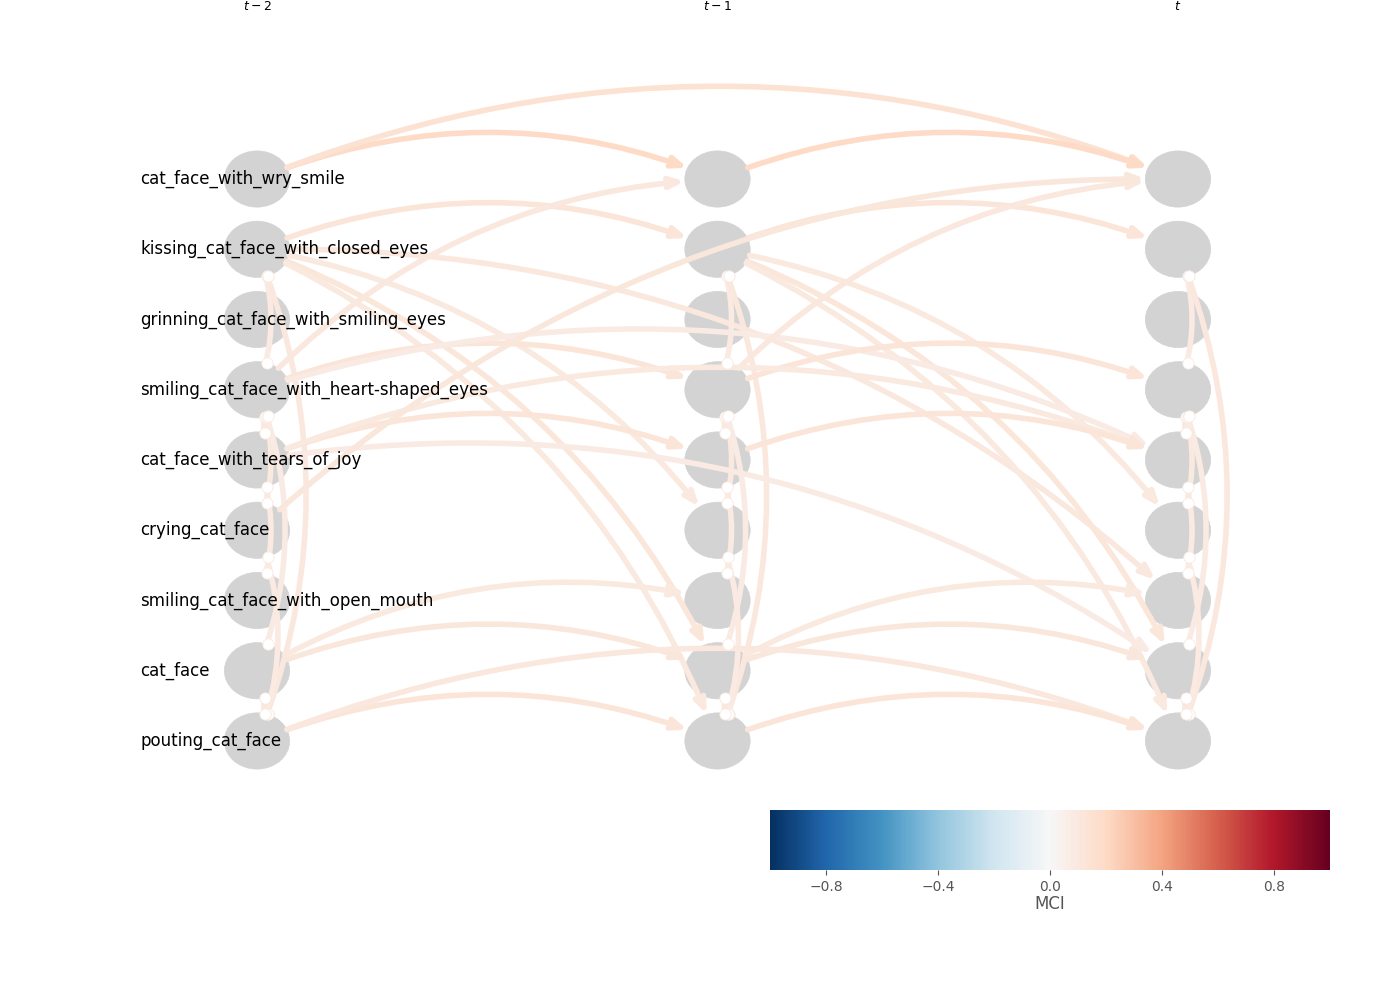 t − 2 t − 1 t
cat_face_with_wry_smile
kissing_cat_face_with_closed_eyes
grinning_cat_face_with_smiling_eyes
smiling_cat_face_with_heart-shaped_eyes
cat_face_with_tears_of_joy
crying_cat_face
smiling_cat_face_with_open_mouth
cat_face
pouting_cat_face
−0.8 −0.4 0.0 0.4 0.8
MCI